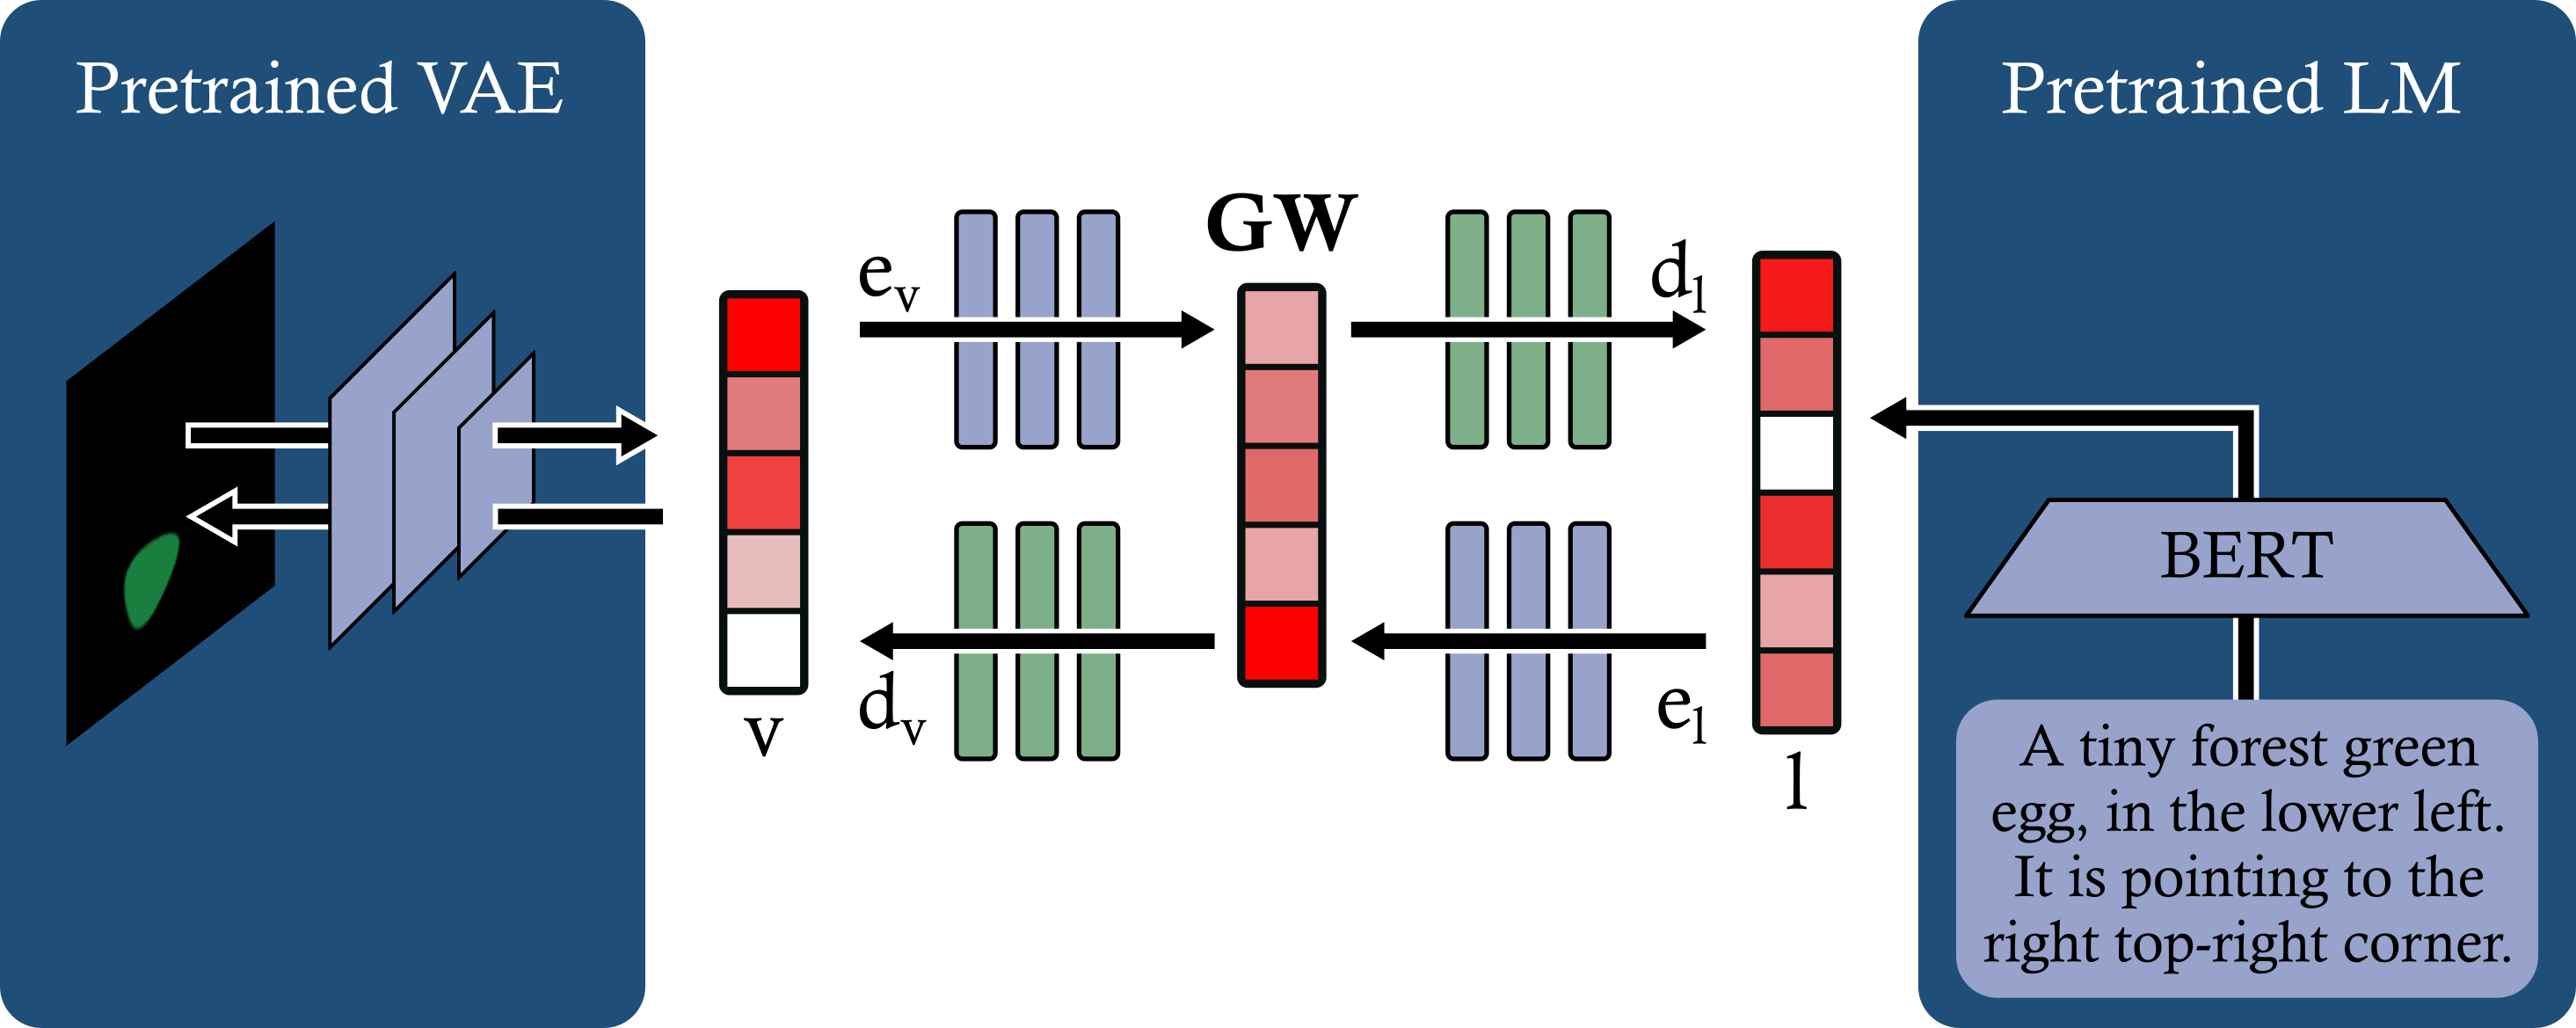 Pretrained VAE
Pretrained LM
GW
e_v
d_l
BERT
d_v
e_l
v
l
A tiny forest green
egg, in the lower left.
It is pointing to the
right top-right corner.